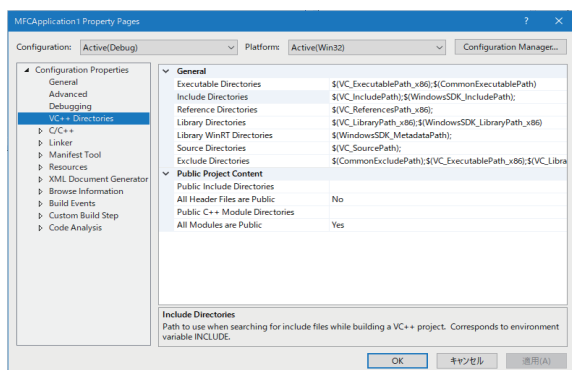 MFCApplication1 Property Pages ? ×
Configuration: Active(Debug) Platform: Active(Win32) Configuration Manager...
Configuration Properties
General
Advanced
Debugging
VC++ Directories
C/C++
Linker
Manifest Tool
Resources
XML Document Generator
Browse Information
Build Events
Custom Build Step
Code Analysis
General
Executable Directories $(VC_ExecutablePath_x86);$(CommonExecutablePath)
Include Directories $(VC_IncludePath);$(WindowsSDK_IncludePath);
Reference Directories $(VC_ReferencesPath_x86);
Library Directories $(VC_LibraryPath_x86);$(WindowsSDK_LibraryPath_x86)
Library WinRT Directories $(WindowsSDK_MetadataPath);
Source Directories $(VC_SourcePath);
Exclude Directories $(CommonExcludePath);$(VC_ExecutablePath_x86);$(VC_Libra
Public Project Content
Public Include Directories
All Header Files are Public No
Public C++ Module Directories
All Modules are Public Yes
Include Directories
Path to use when searching for include files while building a VC++ project. Corresponds to environment
variable INCLUDE.
OK キャンセル 適用(A)